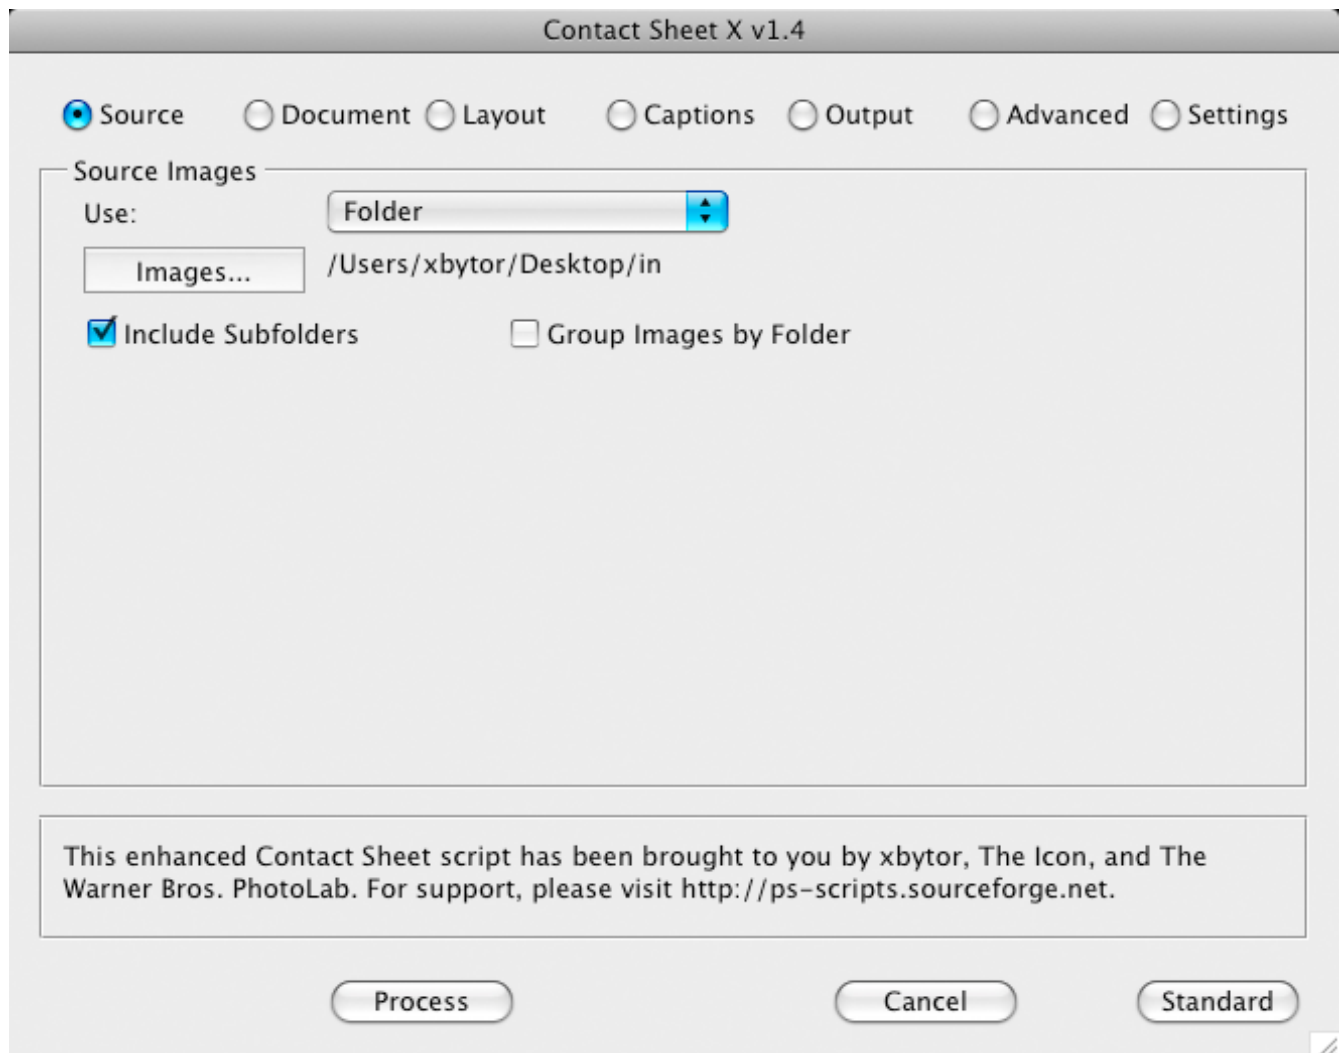 Contact Sheet X v1.4
Source Document Layout Captions Output Advanced Settings
Source Images
Use: Folder
Images... /Users/xbytor/Desktop/in
Include Subfolders Group Images by Folder
This enhanced Contact Sheet script has been brought to you by xbytor, The Icon, and The
Warner Bros. PhotoLab. For support, please visit http://ps-scripts.sourceforge.net.
Process Cancel Standard